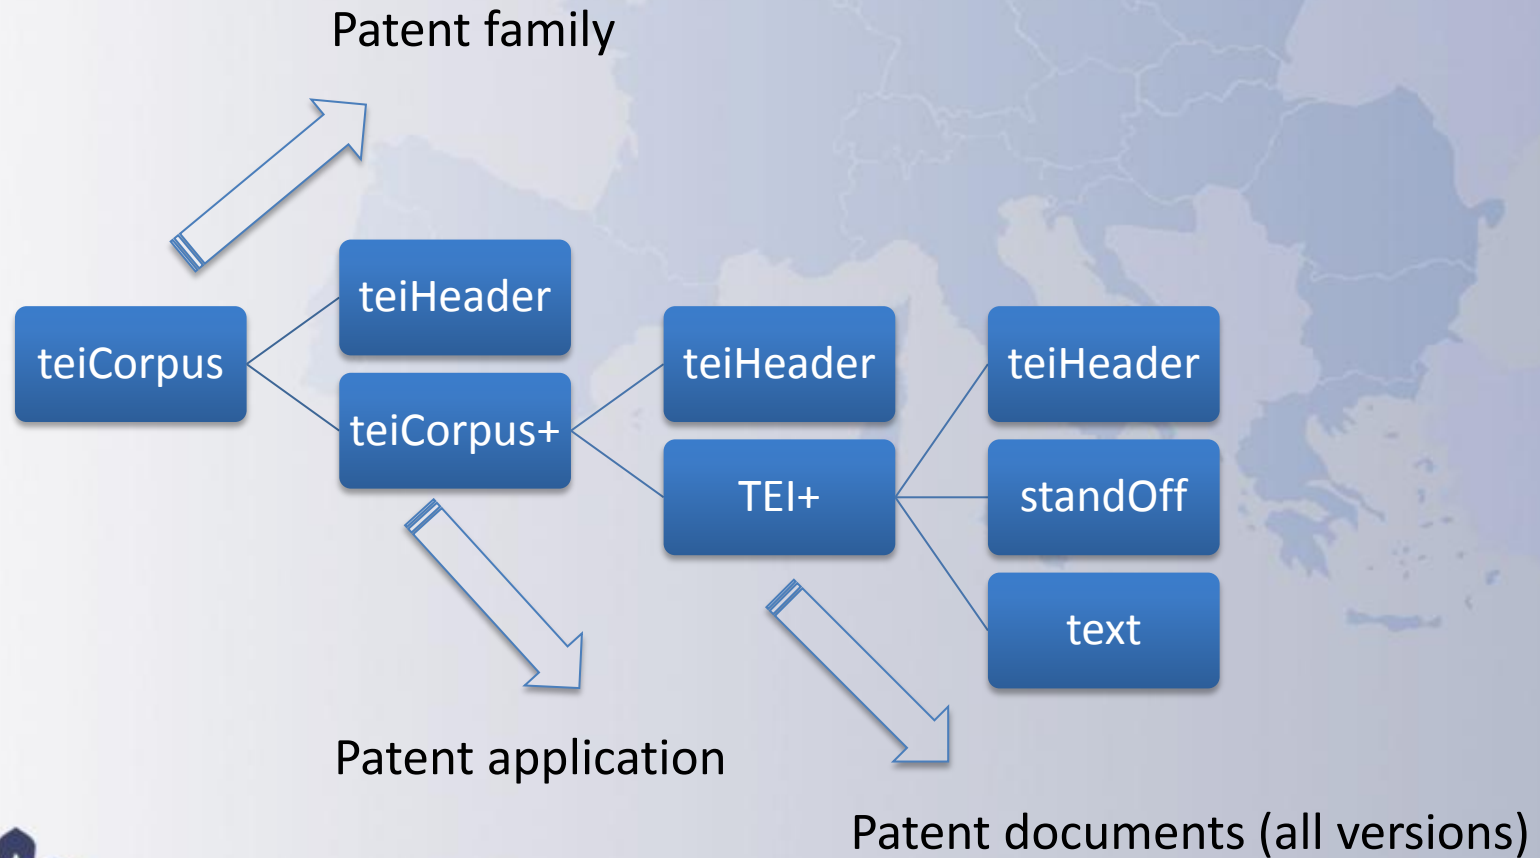 Patent family
teiCorpus
teiHeader
teiCorpus+
teiHeader
TEI+
teiHeader
standOff
text
Patent application
Patent documents (all versions)